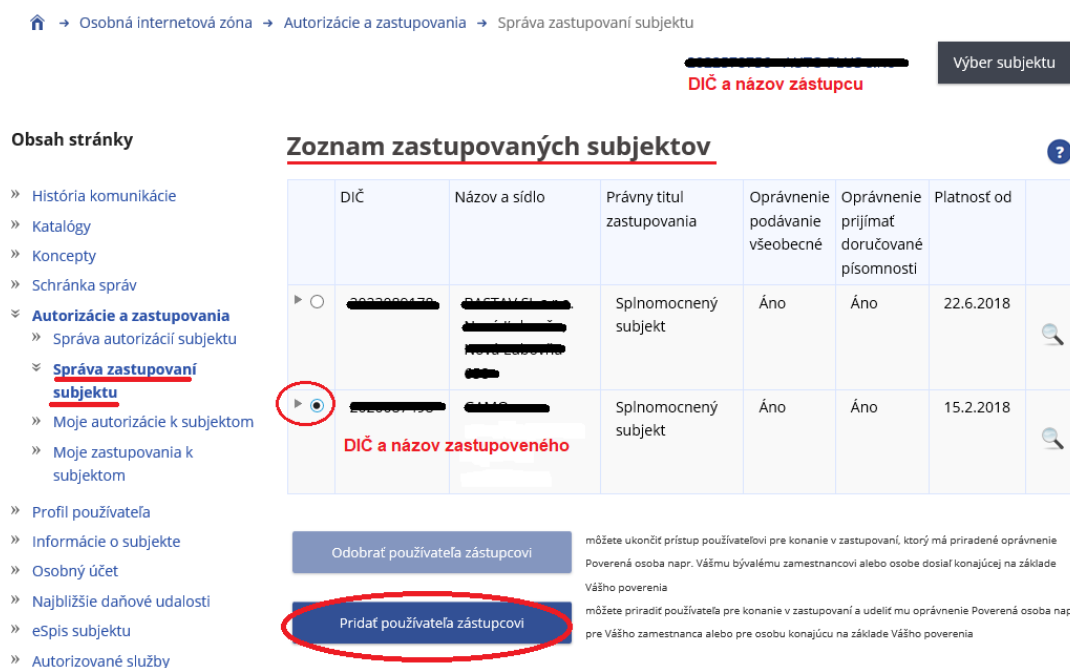 Osobná internetová zóna → Autorizácie a zastupovania → Správa zastupovaní subjektu
Výber subjektu
DIČ a názov zástupcu
Obsah stránky
História komunikácie
Katalógy
Koncepty
Schránka správ
Autorizácie a zastupovania
Správa autorizácií subjektu
Správa zastupovaní
subjektu
Moje autorizácie k subjektom
Moje zastupovania k
subjektom
Profil používateľa
Informácie o subjekte
Osobný účet
Najbližšie daňové udalosti
eSpis subjektu
Autorizované služby
Zoznam zastupovaných subjektov
?
DIČ Názov a sídlo Právny titul Oprávnenie Oprávnenie Platnosť od
zastupovania podávanie prijímať
všeobecné doručované
písomnosti
Splnomocnený Áno Áno 22.6.2018
subjekt
Splnomocnený Áno Áno 15.2.2018
subjekt
DIČ a názov zastupoveného
Odobrať používateľa zástupcovi
môžete ukončiť prístup používateľovi pre konanie v zastupovaní, ktorý má priradené oprávnenie
Poverená osoba napr. Vášmu bývalému zamestnancovi alebo osobe dosiaľ konajúcej na základe
Vášho poverenia
Pridať používateľa zástupcovi
môžete priradiť používateľa pre konanie v zastupovaní a udeliť mu oprávnenie Poverená osoba nap
pre Vášho zamestnanca alebo pre osobu konajúcu na základe Vášho poverenia